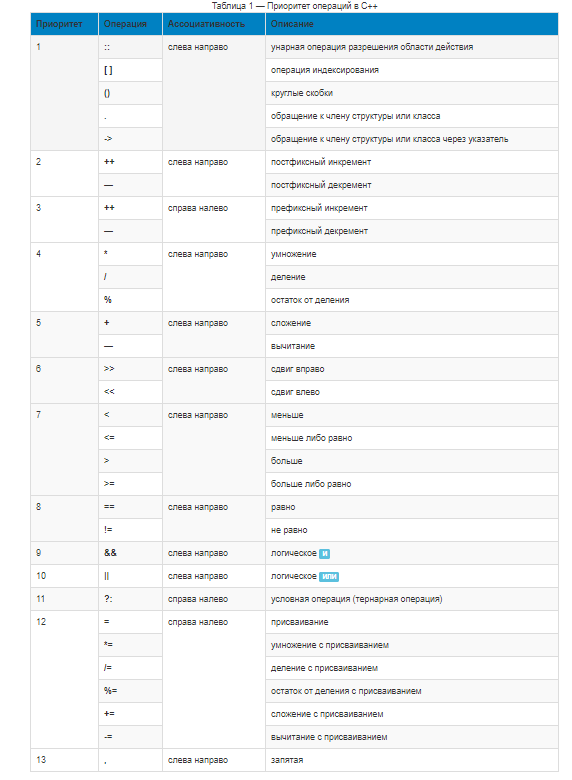 Таблица 1 — Приоритет операций в C++
Приоритет Операция Ассоциативность Описание
1 :: слева направо унарная операция разрешения области действия
[ ] операция индексирования
() круглые скобки
. обращение к члену структуры или класса
-> обращение к члену структуры или класса через указатель
2 ++ слева направо постфиксный инкремент
— постфиксный декремент
3 ++ справа налево префиксный инкремент
— префиксный декремент
4 * слева направо умножение
/ деление
% остаток от деления
5 + слева направо сложение
— вычитание
6 >> слева направо сдвиг вправо
<< сдвиг влево
7 < слева направо меньше
<= меньше либо равно
> больше
>= больше либо равно
8 == слева направо равно
!= не равно
9 && слева направо логическое И
10 || слева направо логическое ИЛИ
11 ?: справа налево условная операция (тернарная операция)
12 = справа налево присваивание
*= умножение с присваиванием
/= деление с присваиванием
%= остаток от деления с присваиванием
+= сложение с присваиванием
-= вычитание с присваиванием
13 , слева направо запятая